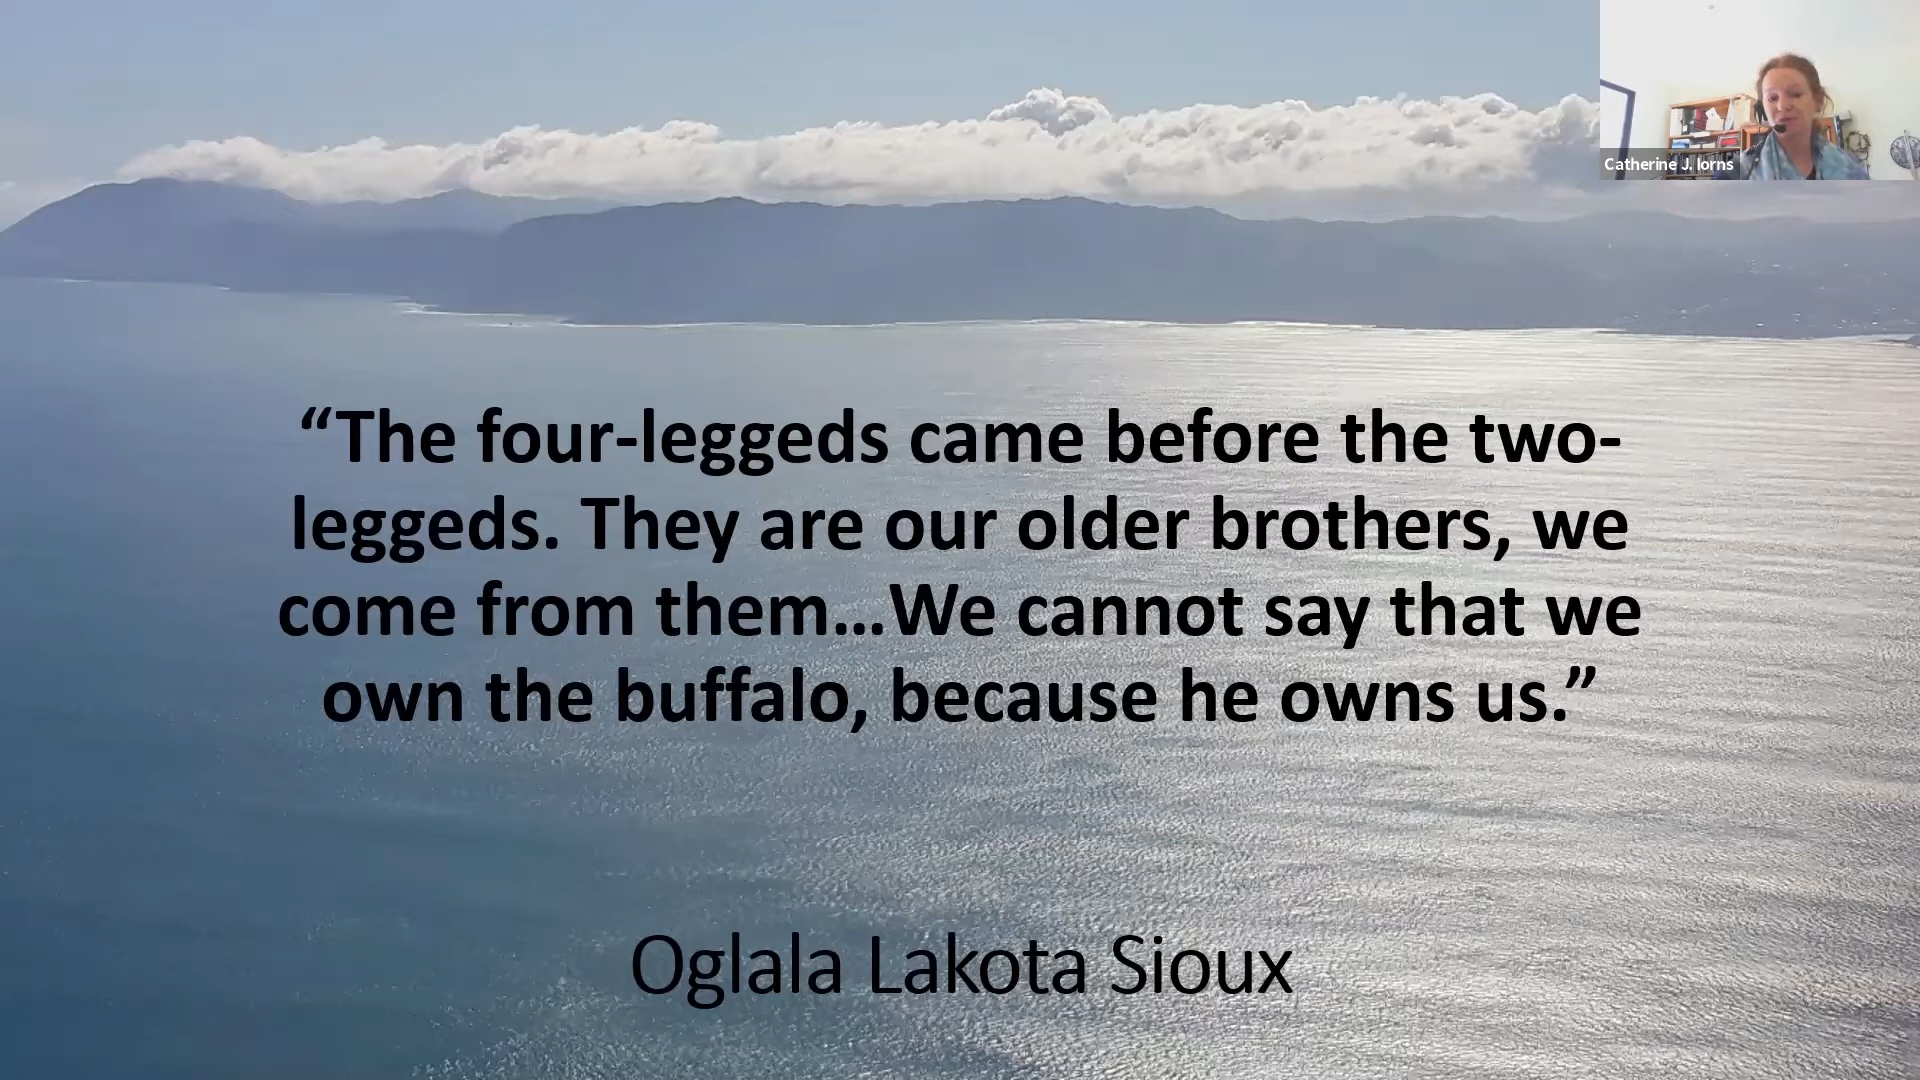 Catherine J. Iorns
“The four-leggeds came before the two-
leggeds. They are our older brothers, we
come from them...We cannot say that we
own the buffalo, because he owns us.”
Oglala Lakota Sioux